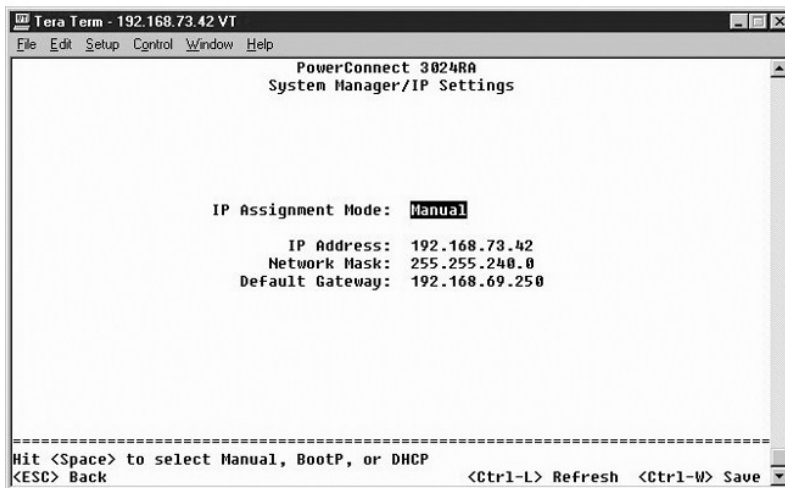 Tera Term - 192.168.73.42 VT
File Edit Setup Control Window Help
PowerConnect 3024RA
System Manager/IP Settings
IP Assignment Mode: Manual
IP Address: 192.168.73.42
Network Mask: 255.255.240.0
Default Gateway: 192.168.69.250
Hit <Space> to select Manual, BootP, or DHCP
<ESC> Back <Ctrl-L> Refresh <Ctrl-W> Save